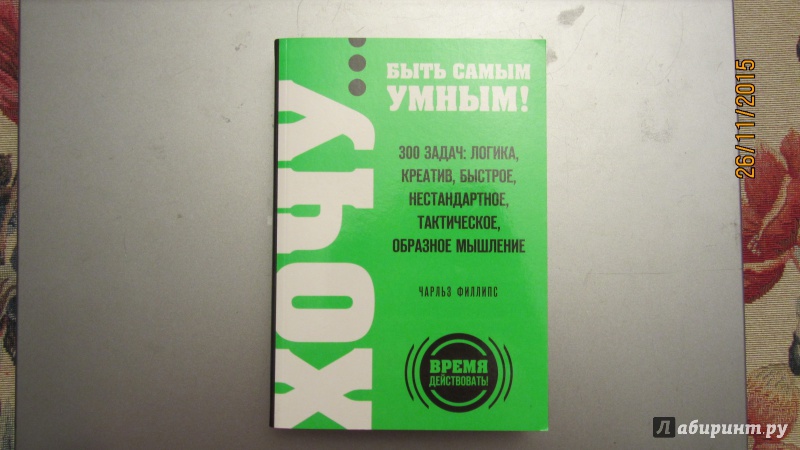 ХОЧУ...
БЫТЬ САМЫМ
УМНЫМ!
300 ЗАДАЧ: ЛОГИКА,
КРЕАТИВ, БЫСТРОЕ,
НЕСТАНДАРТНОЕ,
ТАКТИЧЕСКОЕ,
ОБРАЗНОЕ МЫШЛЕНИЕ
ЧАРЛЬЗ ФИЛЛИПС
ВРЕМЯ
ДЕЙСТВОВАТЬ!
26/11/2015
Лабиринт.ру